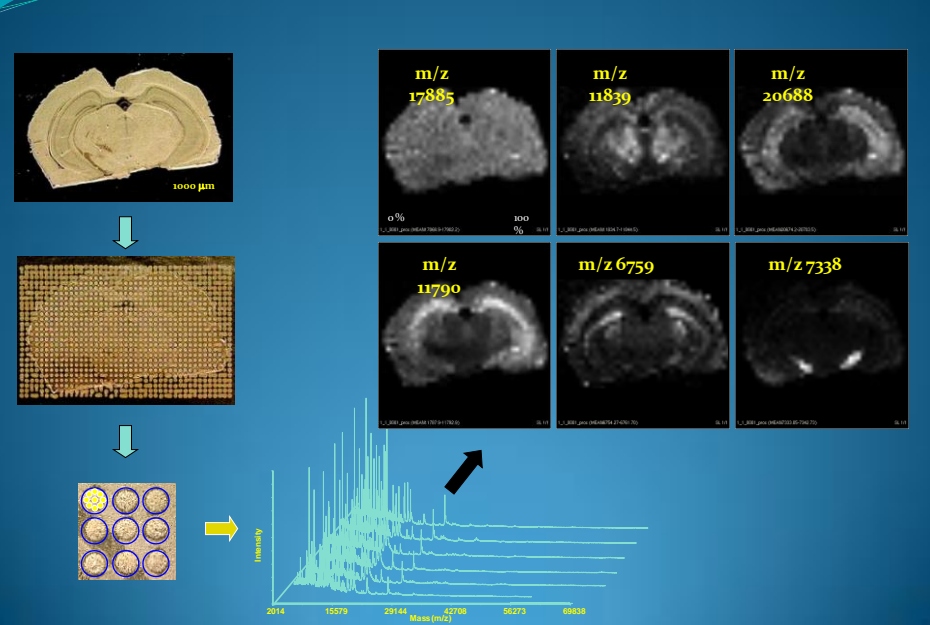 1000 µm
m/z
17885
0 %
100
%
m/z
11839
m/z
20688
m/z
11790
m/z 6759
m/z 7338
Intensity
2014
15579
29144
42708
56273
69838
Mass (m/z)